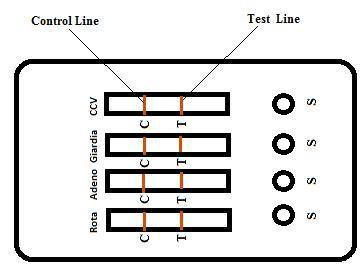 Control Line
Test Line
CCV
C
T
S
Giardia
C
T
S
Adeno
C
T
S
Rota
C
T
S